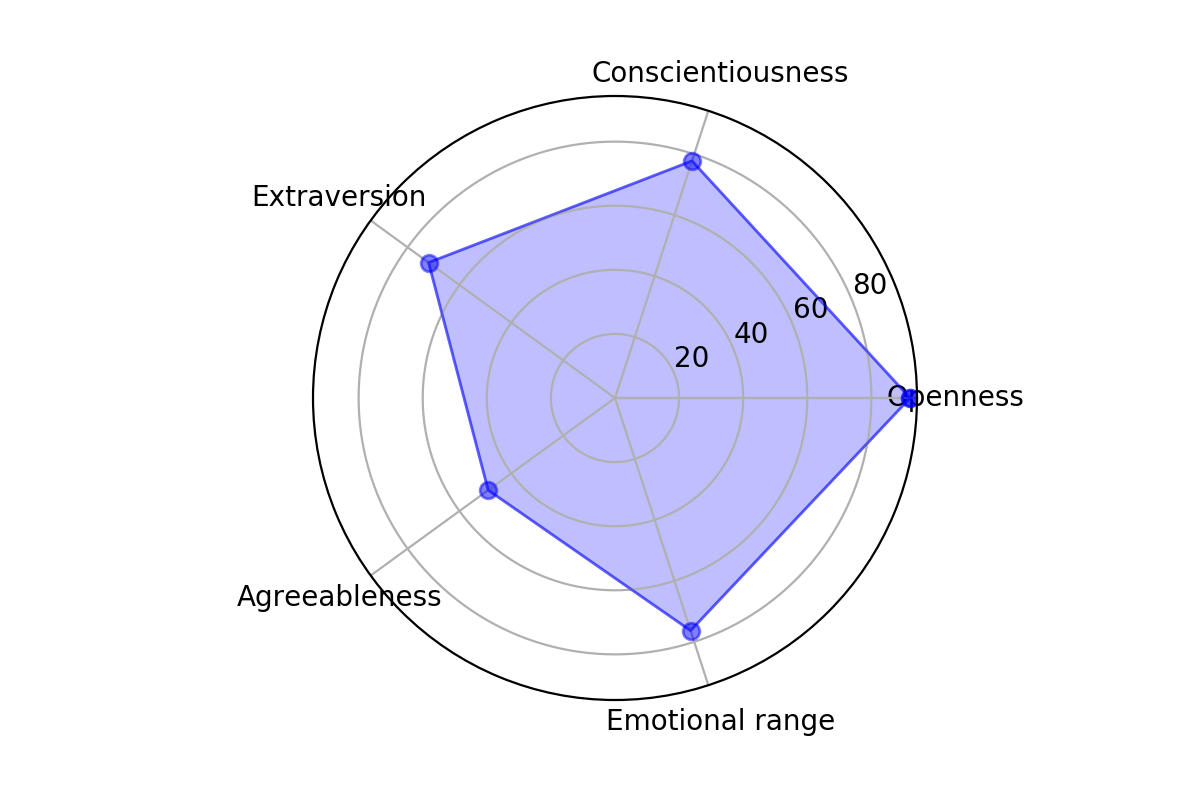 Conscientiousness
Extraversion
80
60
40
20
Openness
Agreeableness
Emotional range